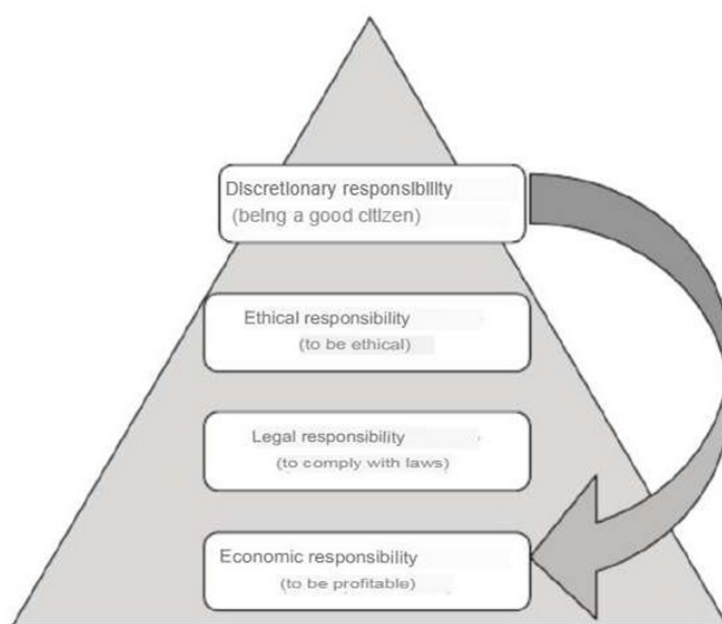 Discretionary responsibility
(being a good citizen)
Ethical responsibility
(to be ethical)
Legal responsibility
(to comply with laws)
Economic responsibility
(to be profitable)